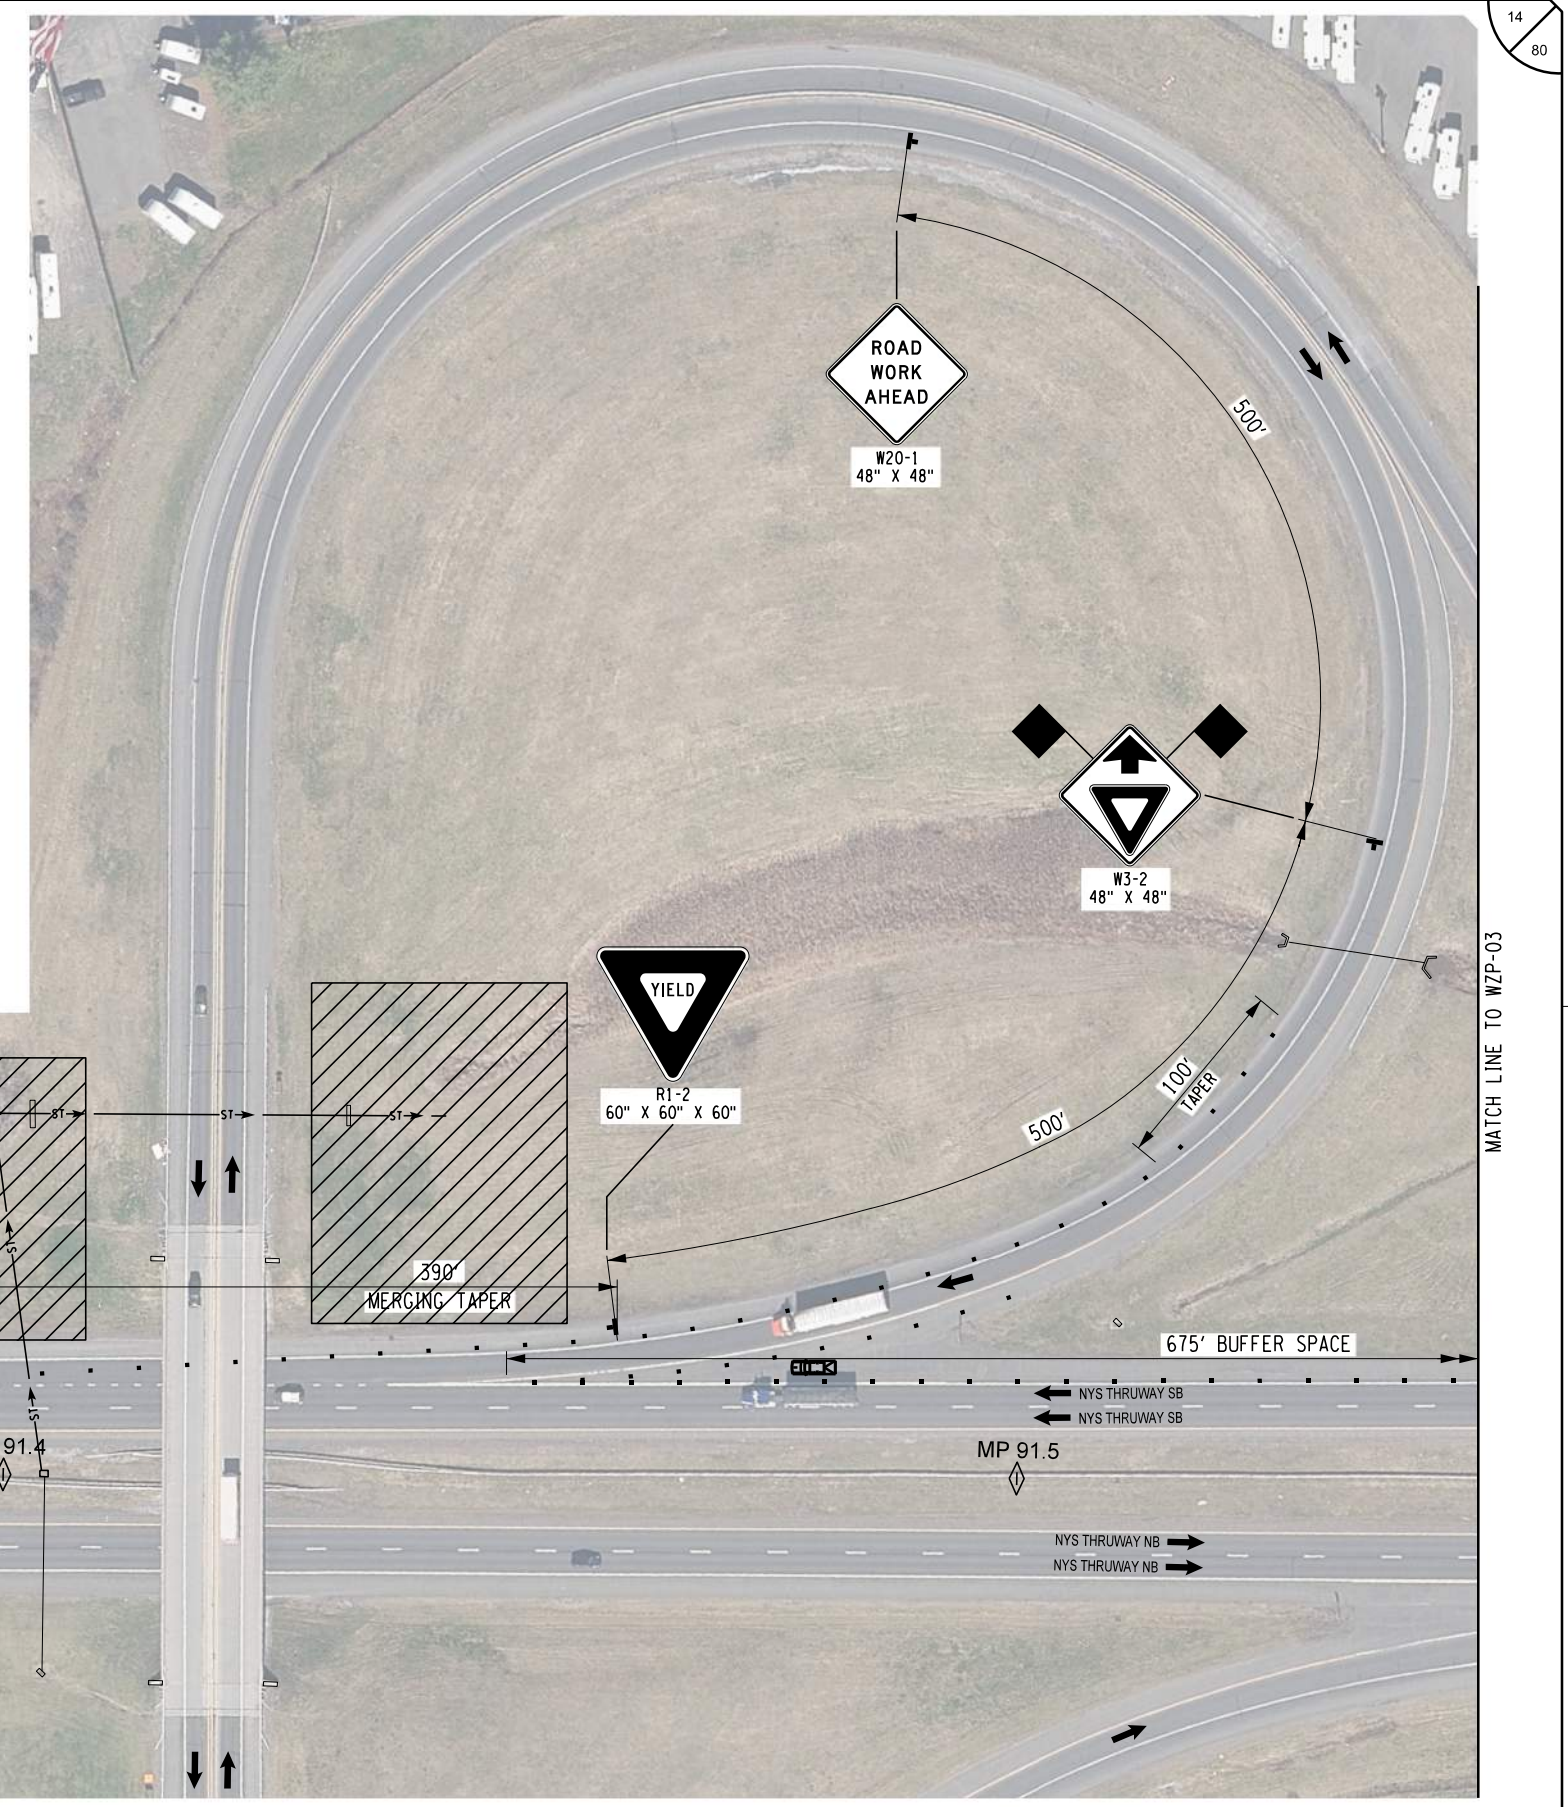 14
80
ROAD
WORK
AHEAD
W20-1
48" X 48"
500'
W3-2
48" X 48"
YIELD
R1-2
60" X 60" X 60"
100'
TAPER
500'
MATCH LINE TO WZP-03
ST
ST
ST
ST
ST
390'
MERGING TAPER
675' BUFFER SPACE
NYS THRUWAY SB
NYS THRUWAY SB
91.4
MP 91.5
NYS THRUWAY NB
NYS THRUWAY NB